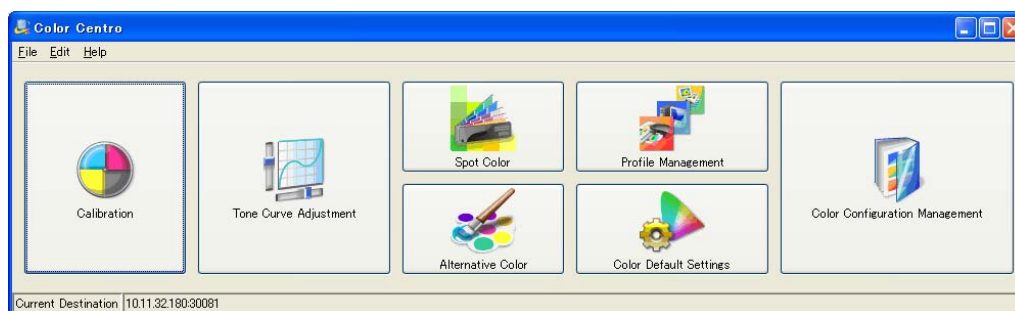 Color Centro
File Edit Help
Calibration
Tone Curve Adjustment
Spot Color
Profile Management
Alternative Color
Color Default Settings
Color Configuration Management
Current Destination 10.11.32.180:30081